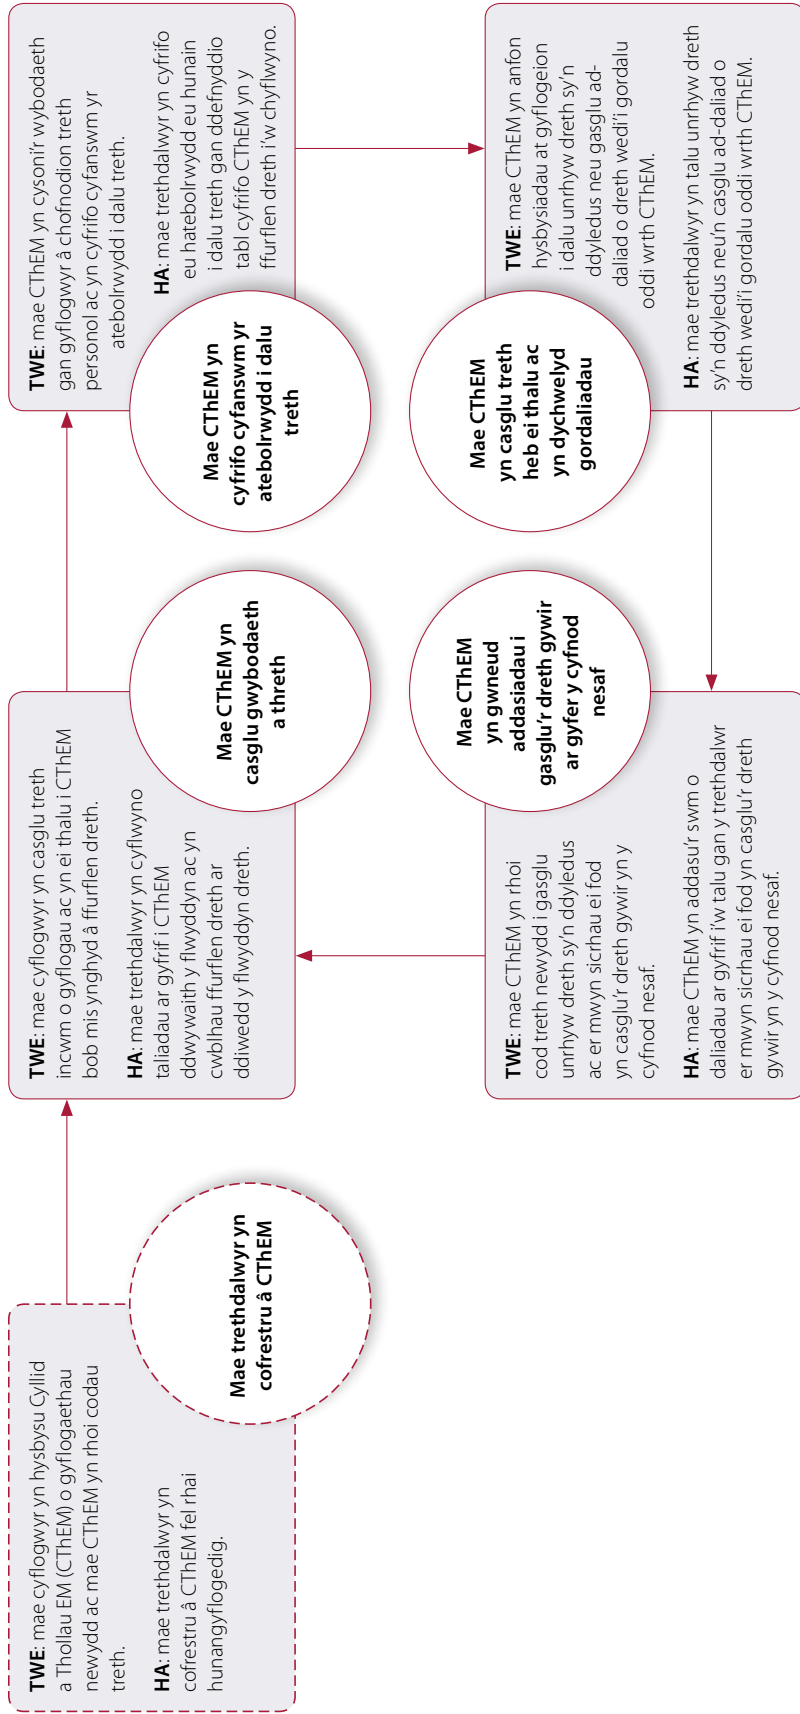 TWE: mae cyflogwyr yn hysbysu Cyllid
a Thollau EM (CThEM) o gyflogaethau
newydd ac mae CThEM yn rhoi codau
treth.
HA: mae trethdalwyr yn
cofrestru â CThEM fel rhai
hunangyflogedig.
Mae trethdalwyr yn
cofrestru â CThEM
TWE: mae cyflogwyr yn casglu treth
incwm o gyflogau ac yn ei thalu i CThEM
bob mis ynghyd â ffurflen dreth.
HA: mae trethdalwyr yn cyflwyno
taliadau ar gyfrif i CThEM
ddwywaith y flwyddyn ac yn
cwblhau ffurflen dreth ar
ddiwedd y flwyddyn dreth.
Mae CThEM yn
casglu gwybodaeth
a threth
TWE: mae CThEM yn cysoni'r wybodaeth
gan gyflogwyr â chofnodion treth
personol ac yn cyfrifo cyfanswm yr
atebolrwydd i dalu treth.
HA: mae trethdalwyr yn cyfrifo
eu hatebolrwydd eu hunain
i dalu treth gan ddefnyddio
tabl cyfrifo CThEM yn y
ffurflen dreth i'w chyflwyno.
Mae CThEM yn
cyfrifo cyfanswm yr
atebolrwydd i dalu
treth
TWE: mae CThEM yn anfon
hysbysiadau at gyflogeion
i dalu unrhyw dreth sy'n
ddyledus neu gasglu ad-
daliad o dreth wedi'i gordalu
oddi wrth CThEM.
HA: mae trethdalwyr yn talu unrhyw dreth
sy'n ddyledus neu'n casglu ad-daliad o
dreth wedi'i gordalu oddi wrth CThEM.
Mae CThEM
yn casglu treth
heb ei thalu ac
yn dychwelyd
gordaliadau
TWE: mae CThEM yn rhoi
cod treth newydd i gasglu
unrhyw dreth sy'n ddyledus
ac er mwyn sicrhau ei fod
yn casglu'r dreth gywir yn y
cyfnod nesaf.
HA: mae CThEM yn addasu'r swm o
daliadau ar gyfrif i'w talu gan y trethdalwr
er mwyn sicrhau ei fod yn casglu'r dreth
gywir yn y cyfnod nesaf.
Mae CThEM
yn gwneud
addasiadau i
gasglu'r dreth gywir
ar gyfer y cyfnod
nesaf